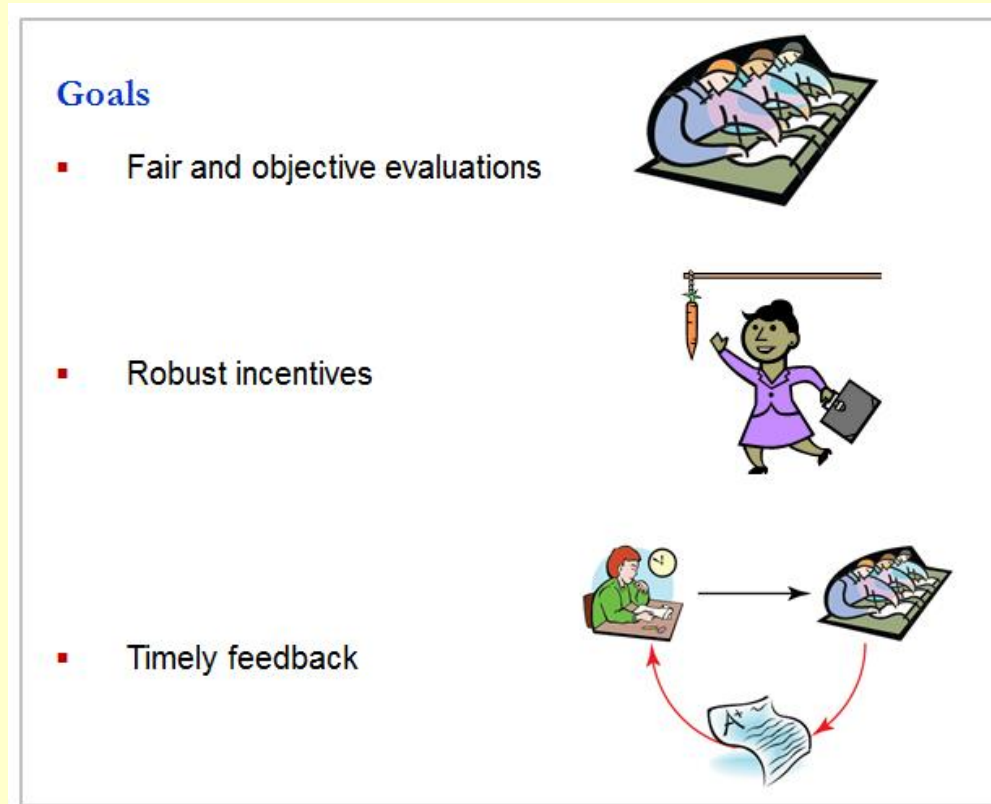 Goals
▪ Fair and objective evaluations
▪ Robust incentives
▪ Timely feedback
A+